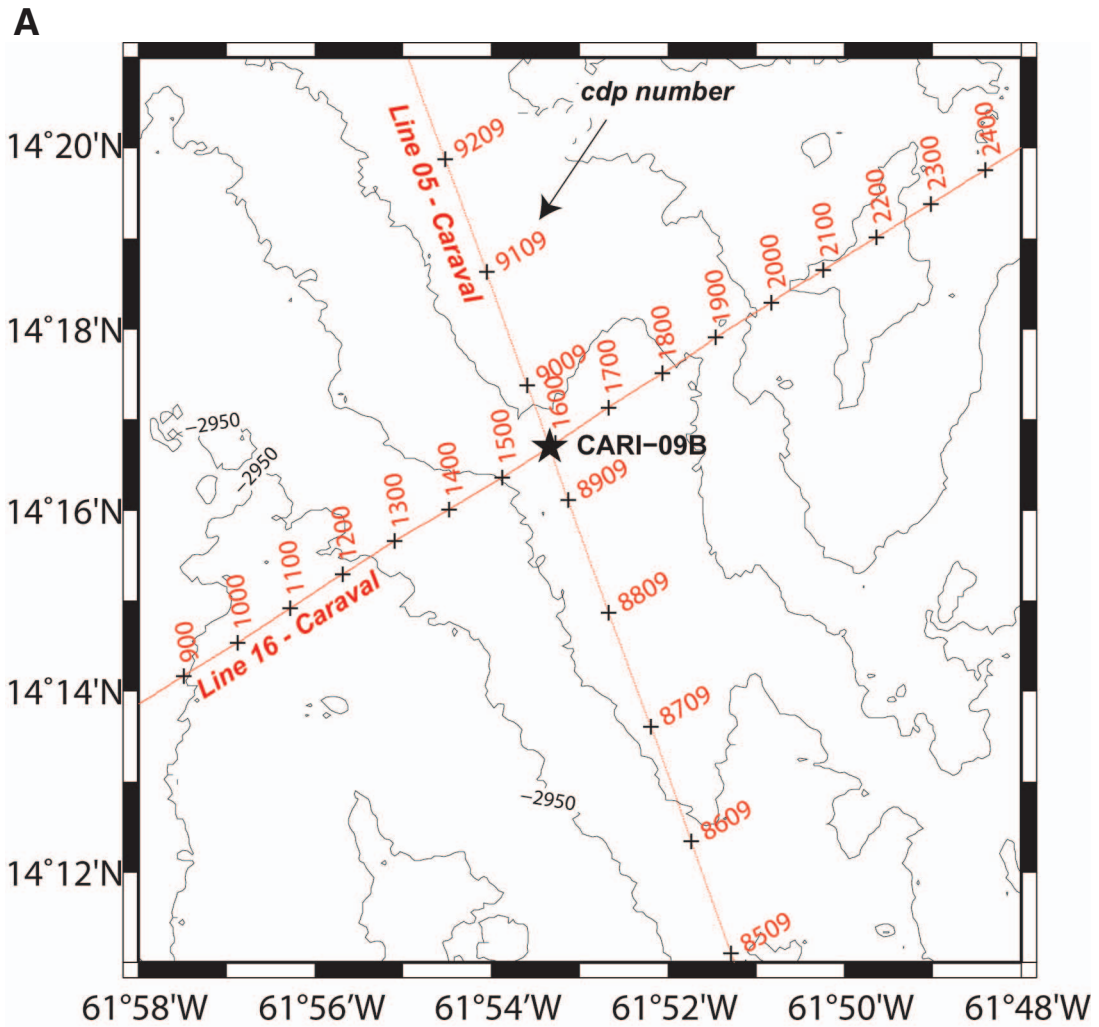 A
cdp number
14°20'N
14°18'N
14°16'N
14°14'N
14°12'N
Line 05 - Caraval
9209
9109
9009
8909
8809
8709
8609
8509
Line 16 - Caraval
900
1000
1100
1200
1300
1400
1500
1600
1700
1800
1900
2000
2100
2200
2300
2400
CARI−09B
−2950
−2950
−2950
61°58'W
61°56'W
61°54'W
61°52'W
61°50'W
61°48'W